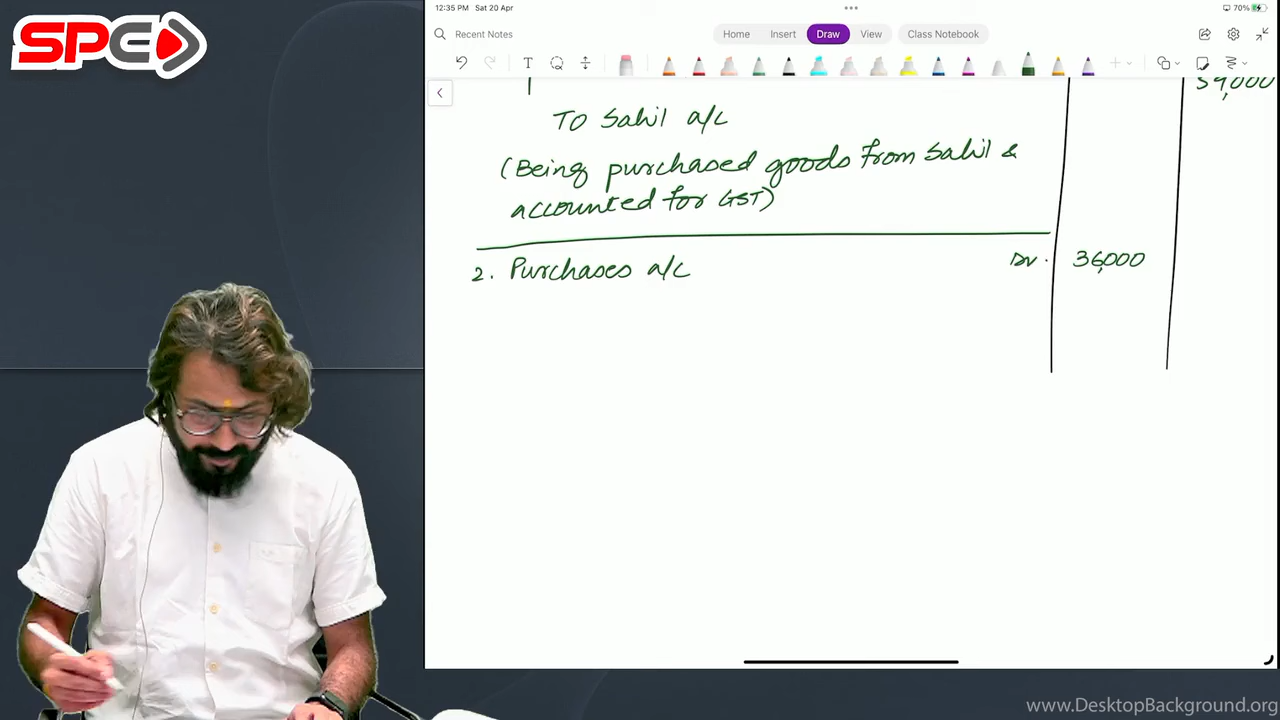 SPED
12:35 PM Sat 20 Apr
70%
Recent Notes
Home Insert Draw View Class Notebook
T
59,000
To Sahil a/c
(Being purchased goods from Sahil &
accounted for GST)
2. Purchases a/c Dr. 36,000
www.DesktopBackground.org